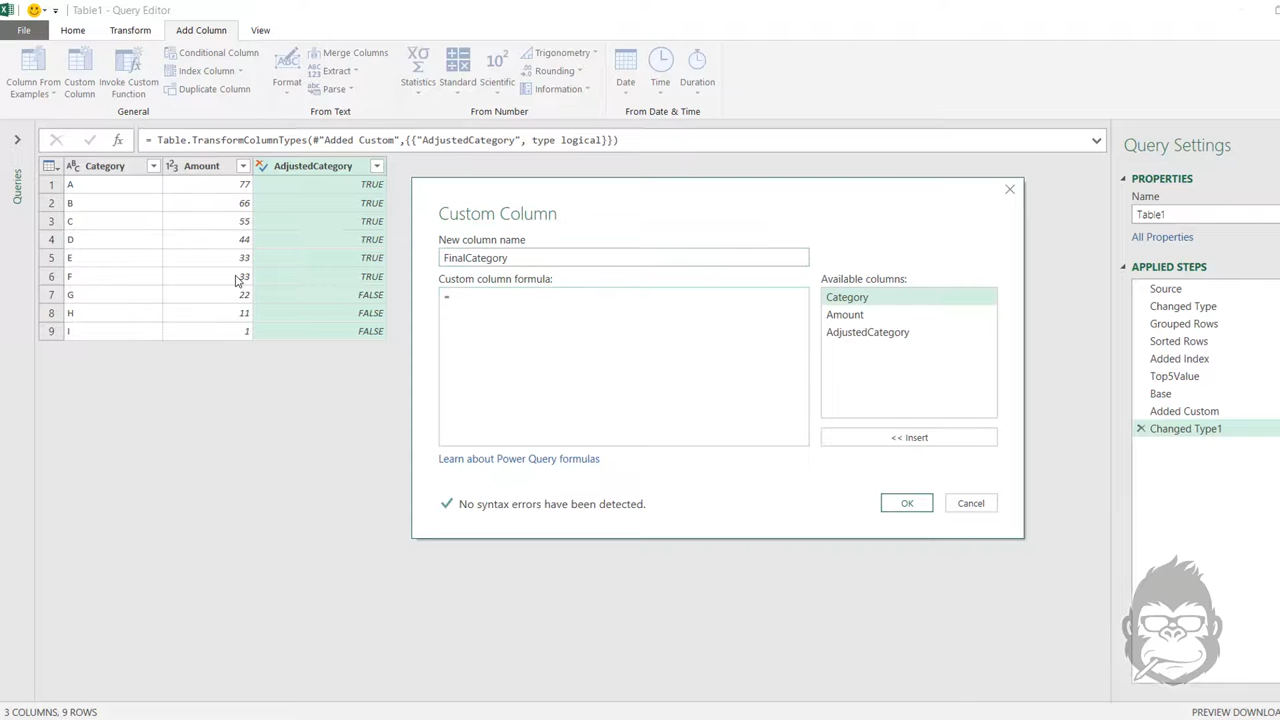 Table1 - Query Editor
File Home Transform Add Column View
Column From Examples
Custom Column
Invoke Custom Function
Conditional Column
Index Column
Duplicate Column
General
Format
Merge Columns
Extract
Parse
From Text
Statistics
Standard
Scientific
Trigonometry
Rounding
Information
From Number
Date
Time
Duration
From Date & Time
= Table.TransformColumnTypes(#"Added Custom",{{"AdjustedCategory", type logical}})
Queries
Category Amount AdjustedCategory
1 A 77 TRUE
2 B 66 TRUE
3 C 55 TRUE
4 D 44 TRUE
5 E 33 TRUE
6 F 33 TRUE
7 G 22 FALSE
8 H 11 FALSE
9 I 1 FALSE
Custom Column
New column name
FinalCategory
Custom column formula:
=
Available columns:
Category
Amount
AdjustedCategory
<< Insert
Learn about Power Query formulas
No syntax errors have been detected.
OK
Cancel
Query Settings
PROPERTIES
Name
Table1
All Properties
APPLIED STEPS
Source
Changed Type
Grouped Rows
Sorted Rows
Added Index
Top5Value
Base
Added Custom
Changed Type1
3 COLUMNS, 9 ROWS
PREVIEW DOWNLOA